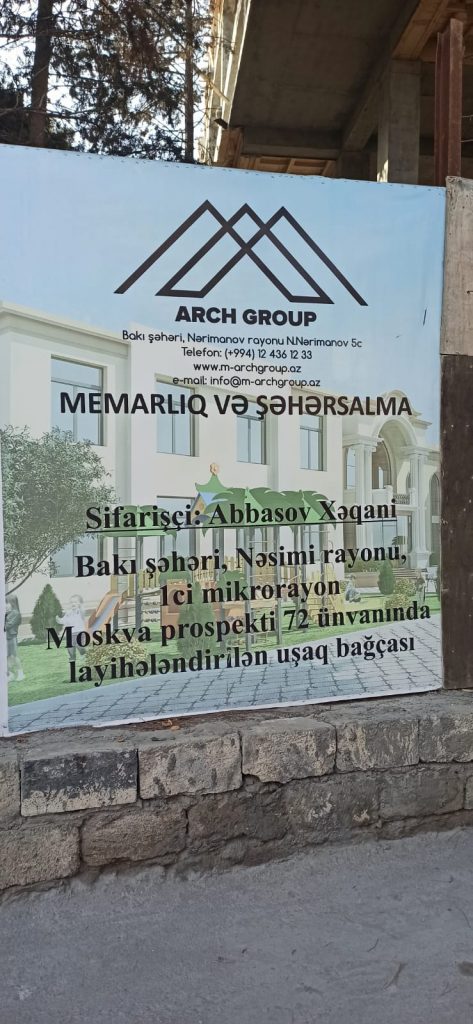 ARCH GROUP
Bakı şəhəri, Nərimanov rayonu N.Nərimanov 5c
Telefon: (+994) 12 436 12 33
www.m-archgroup.az
e-mail: info@m-archgroup.az
MEMARLIQ VƏ ŞƏHƏRSALMA
Sifarişçi: Abbasov Xəqani
Bakı şəhəri, Nəsimi rayonu,
1ci mikrorayon
Moskva prospekti 72 ünvanında
layihələndirilən uşaq bağçası